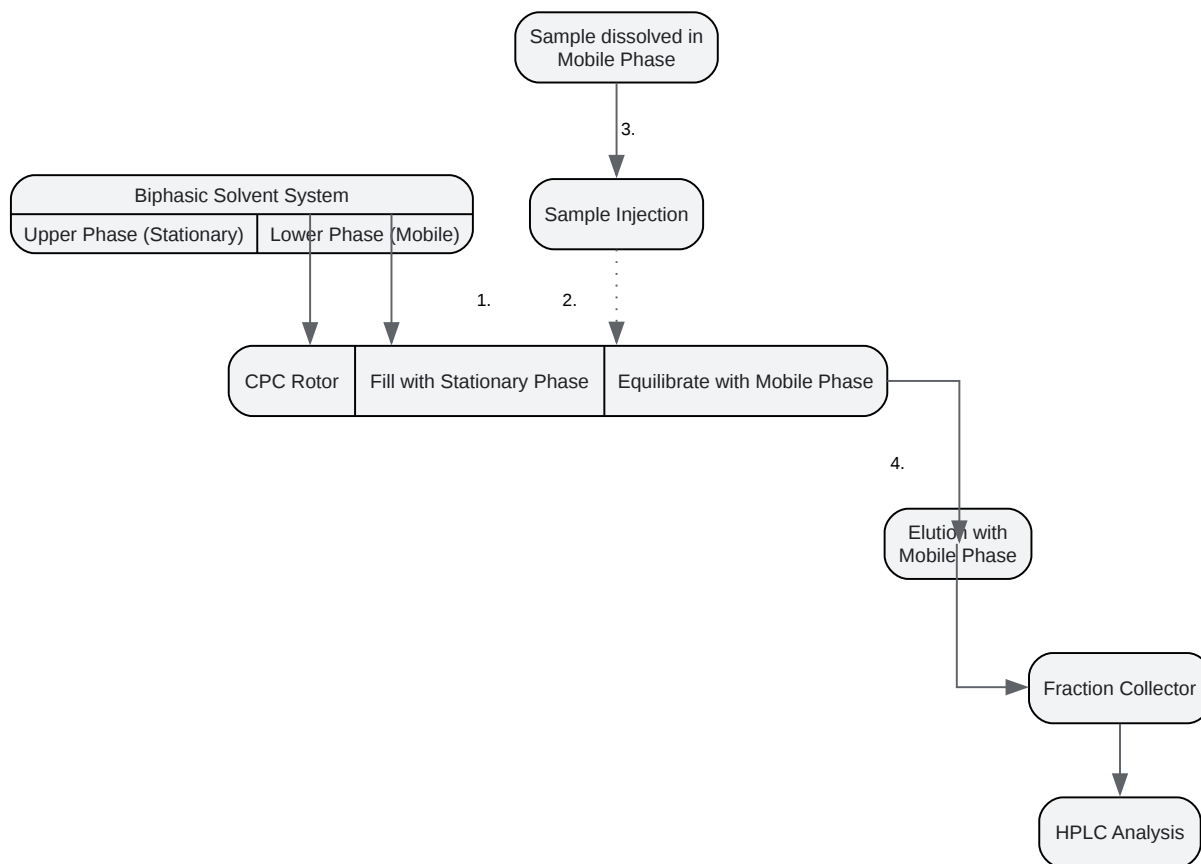 Sample dissolved in
Mobile Phase
3.
Biphasic Solvent System
Sample Injection
Upper Phase (Stationary) Lower Phase (Mobile)
1. 2.
CPC Rotor Fill with Stationary Phase Equilibrate with Mobile Phase
4.
Elution with
Mobile Phase
Fraction Collector
HPLC Analysis